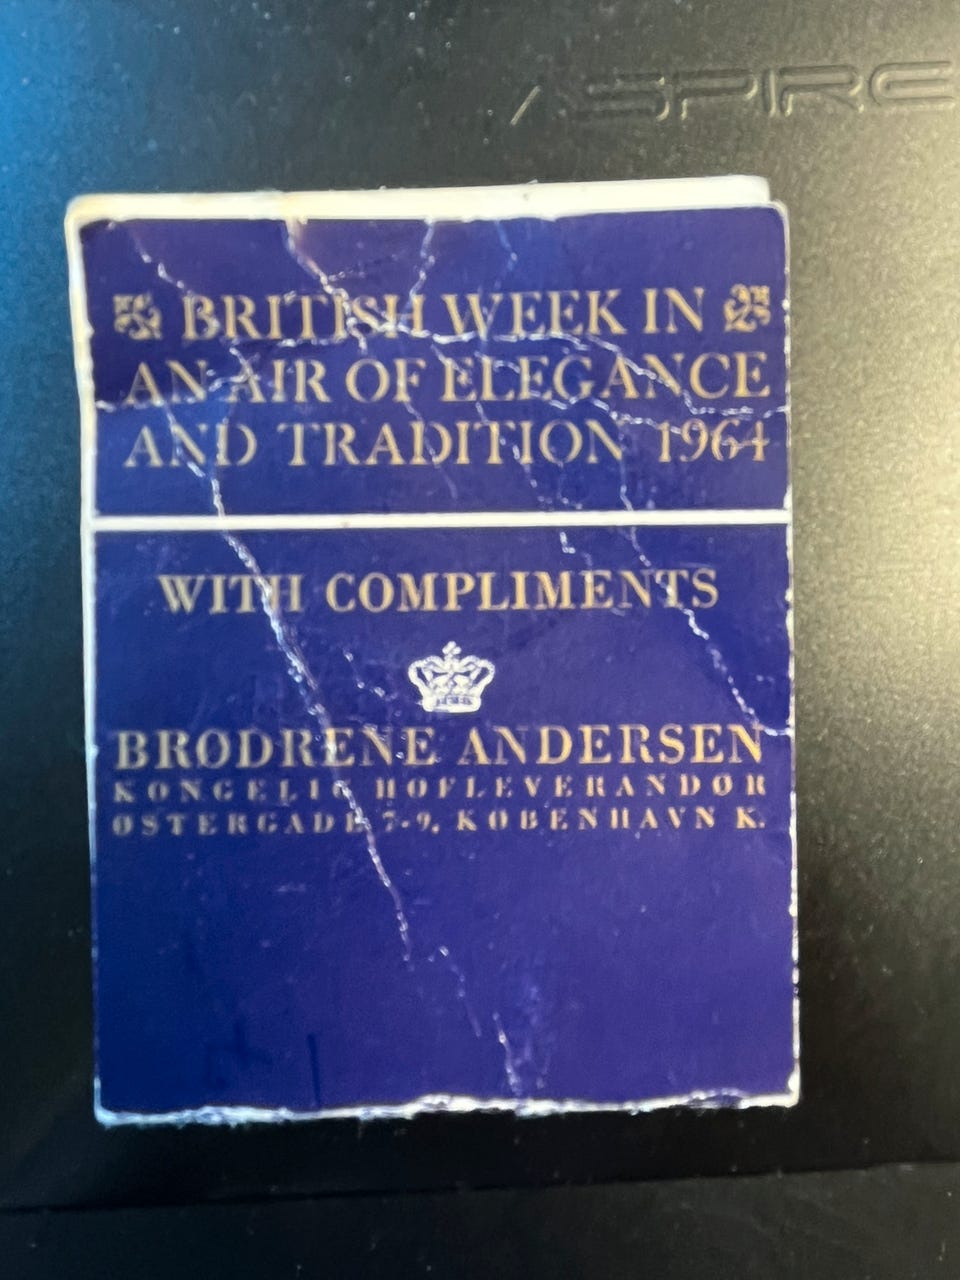 ASPIRE
BRITISH WEEK IN
AN AIR OF ELEGANCE
AND TRADITION 1964
WITH COMPLIMENTS
BRØDRENE ANDERSEN
KONGELIG HOFLEVERANDØR
ØSTERGADE 7-9, KØBENHAVN K.